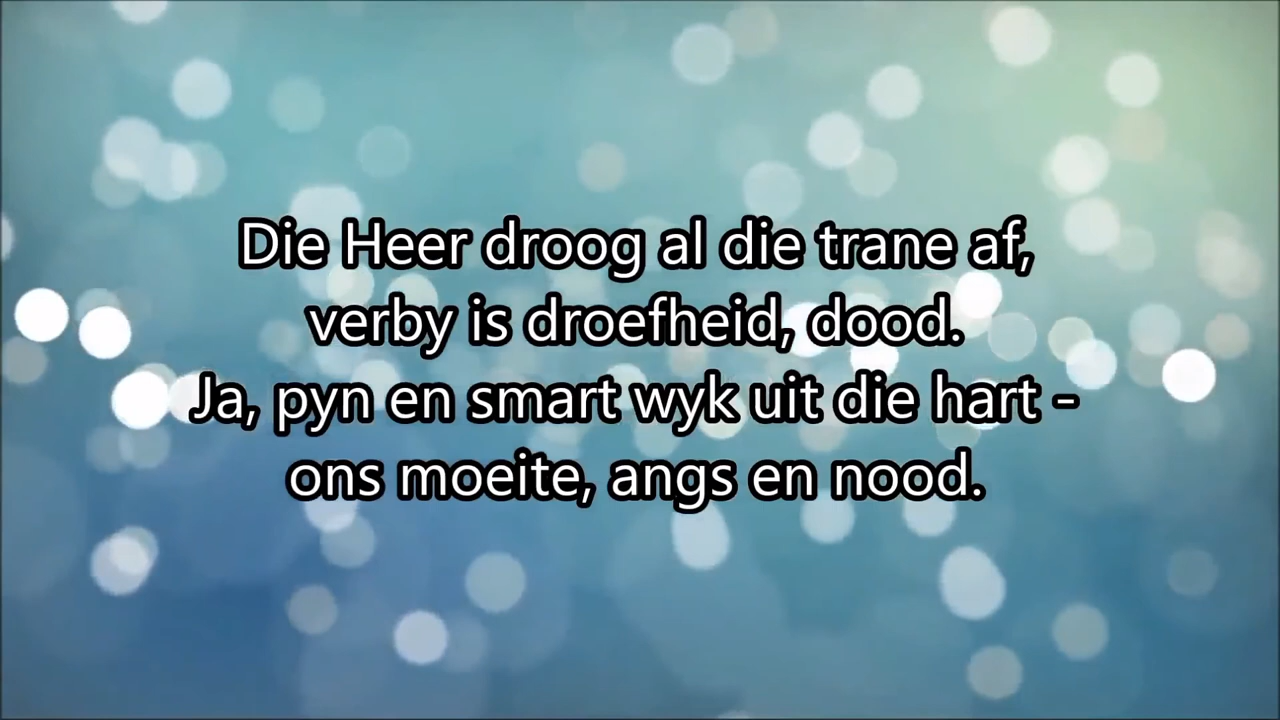 Die Heer droog al die trane af,
verby is droefheid, dood.
Ja, pyn en smart wyk uit die hart -
ons moeite, angs en nood.